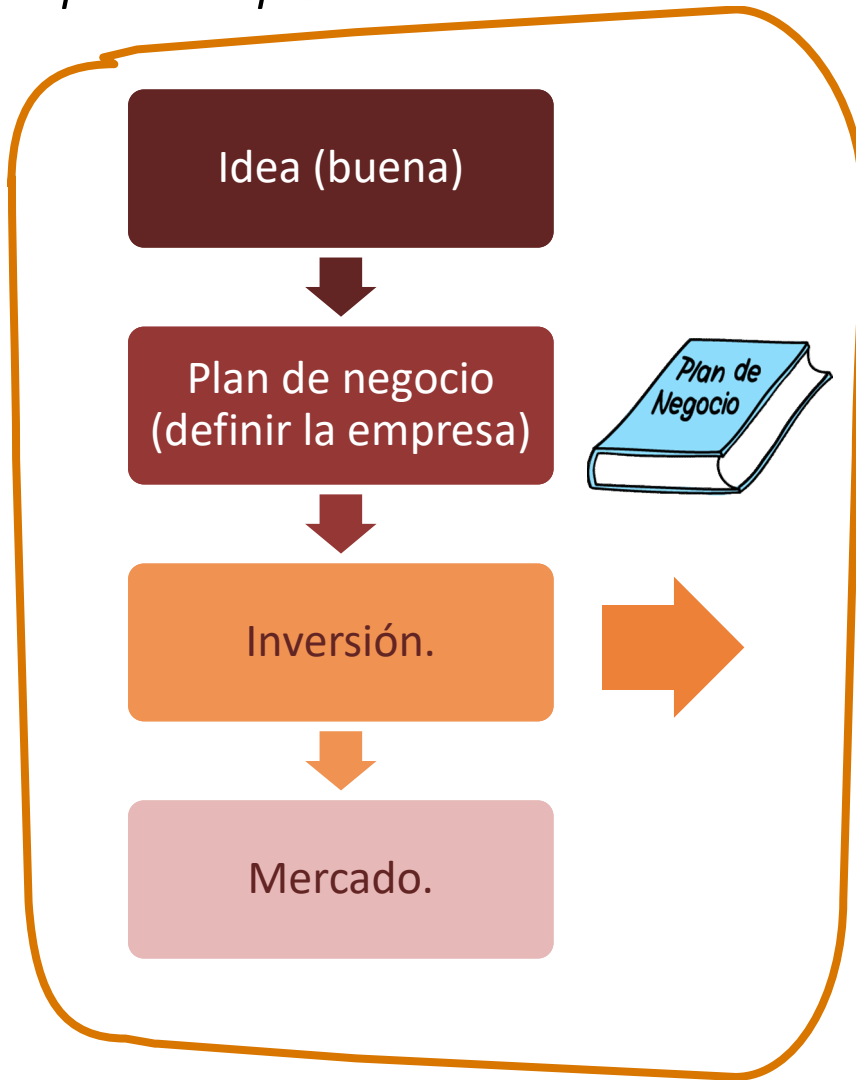 Idea (buena)
Plan de negocio
(definir la empresa)
Plan de
Negocio
Inversión.
Mercado.